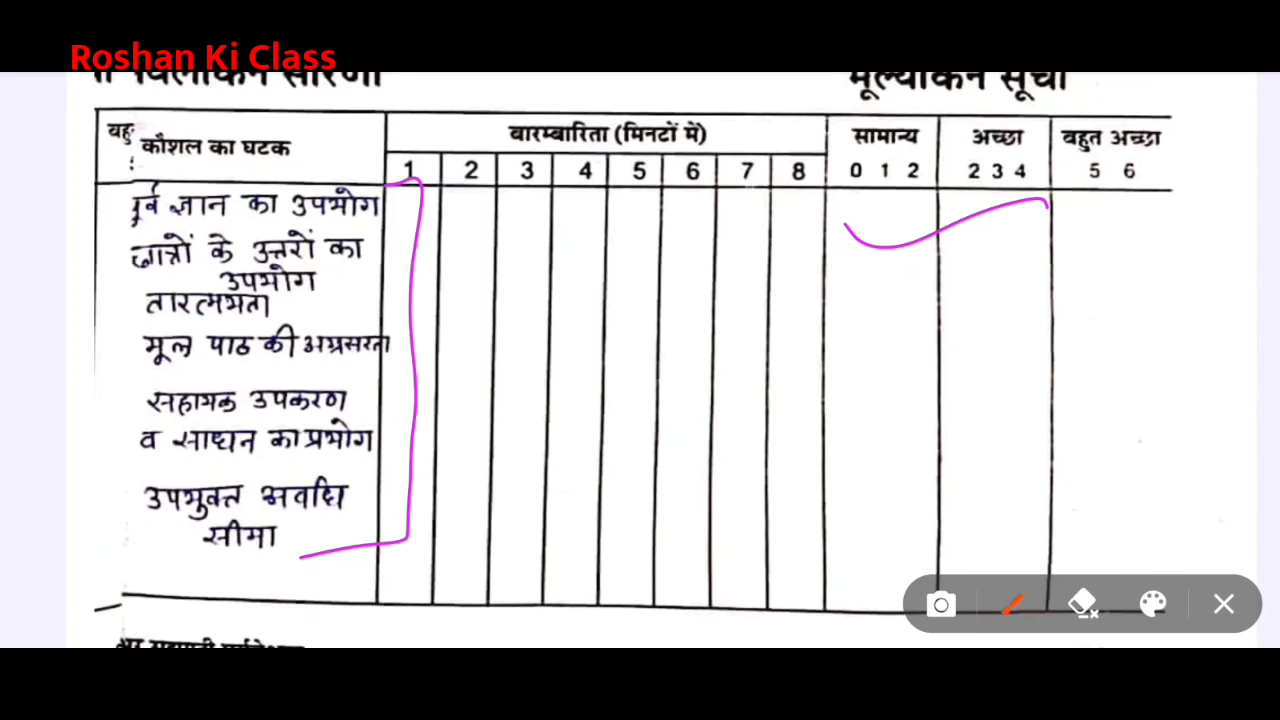 Roshan Ki Class
मूल्यांकन सूची
कौशल का घटक
बारम्बारिता (मिनटों में)
सामान्य
अच्छा
बहुत अच्छा
1 2 3 4 5 6 7 8
0 1 2
2 3 4
5 6
पूर्व ज्ञान का उपयोग
छात्रों के उत्तरों का
उपयोग
तारत्मयता
मूल पाठ की अग्रसरता
सहायक उपकरण
व साधन का प्रयोग
उपयुक्त अवधि
सीमा